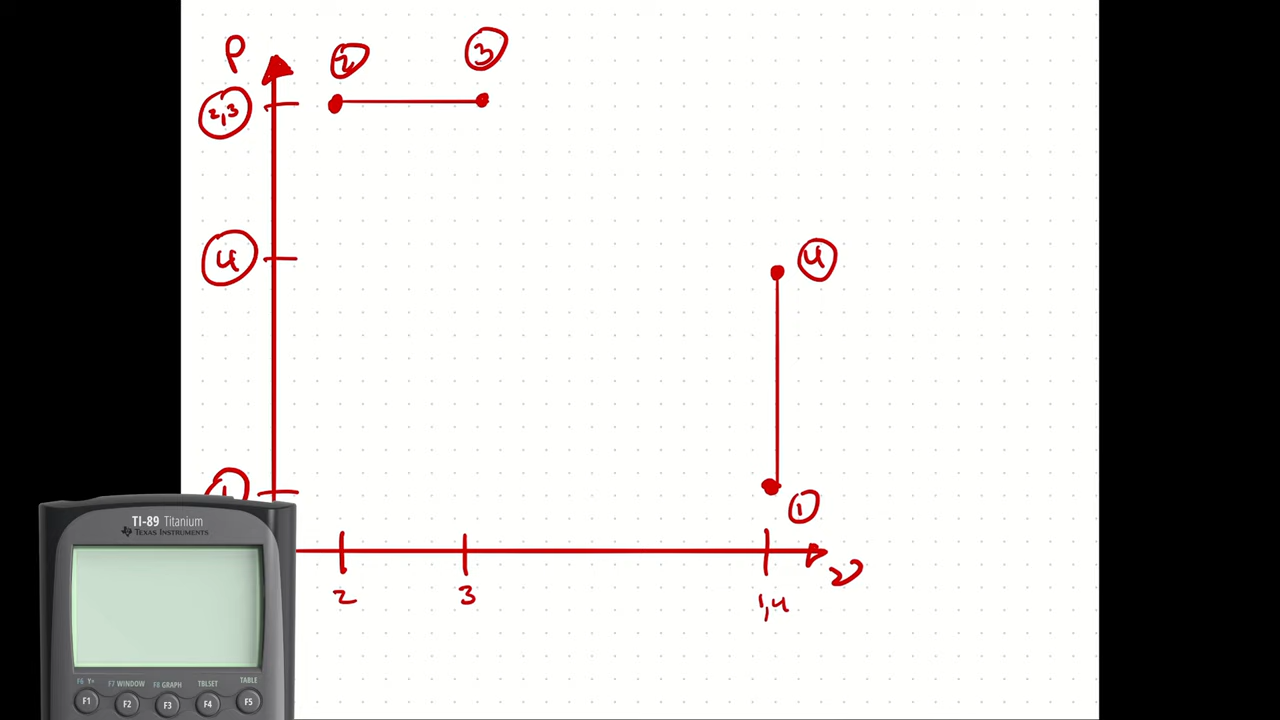 P
2
3
2,3
4
4
1
1
ν
2
3
1,4
TI-89 Titanium
TEXAS INSTRUMENTS
F6 Y= F7 WINDOW F8 GRAPH TBLSET TABLE
F1 F2 F3 F4 F5